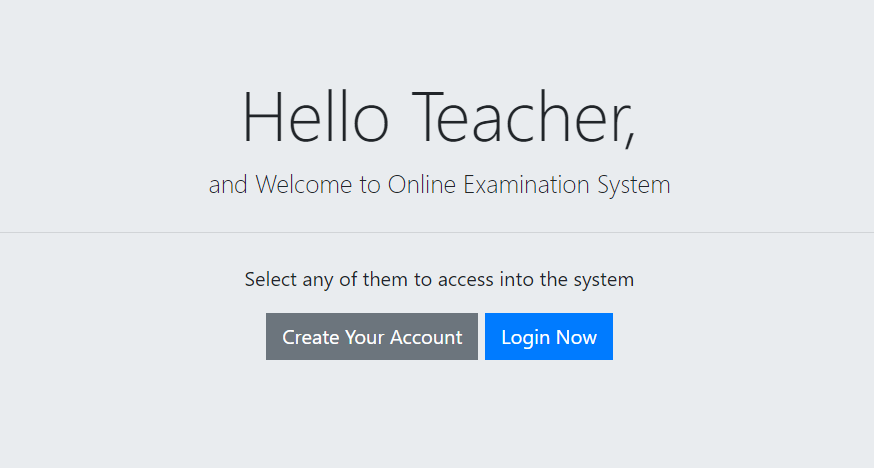 Hello Teacher,
and Welcome to Online Examination System
Select any of them to access into the system
Create Your Account Login Now